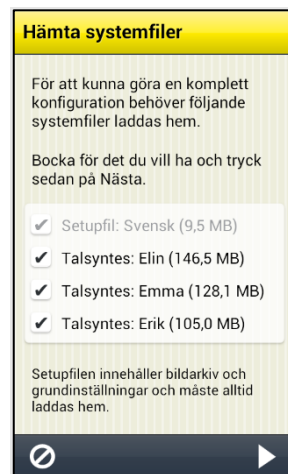 Hämta systemfiler
För att kunna göra en komplett
konfiguration behöver följande
systemfiler laddas hem.
Bocka för det du vill ha och tryck
sedan på Nästa.
Setupfil: Svensk (9,5 MB)
Talsyntes: Elin (146,5 MB)
Talsyntes: Emma (128,1 MB)
Talsyntes: Erik (105,0 MB)
Setupfilen innehåller bildarkiv och
grundinställningar och måste alltid
laddas hem.